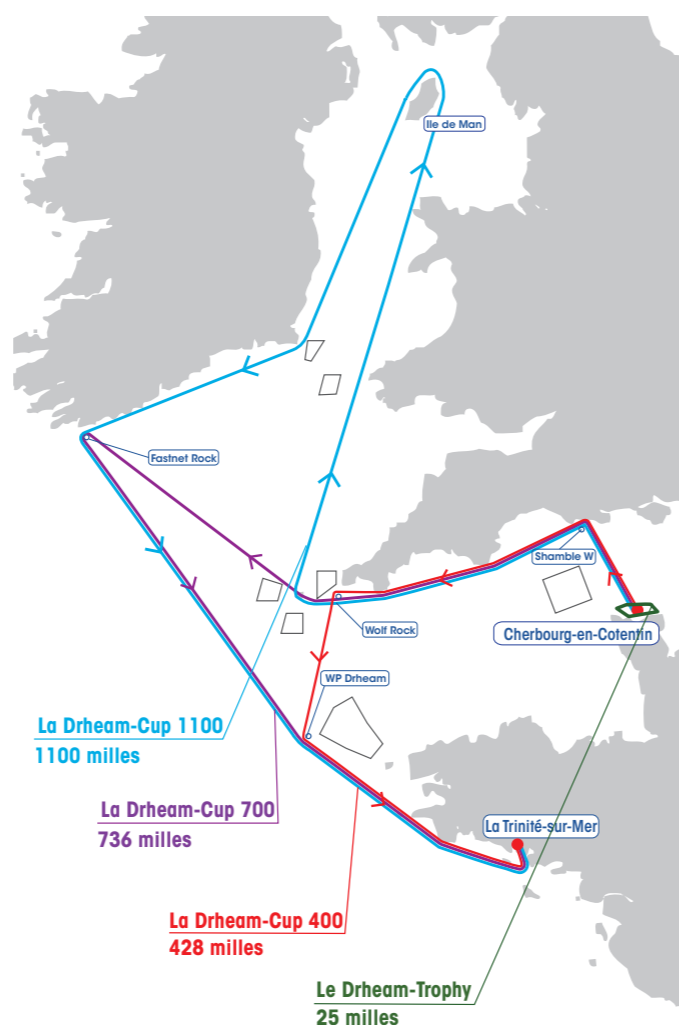 Ile de Man
Fastnet Rock
Shamble W
Cherbourg-en-Cotentin
Wolf Rock
WP Drheam
La Drheam-Cup 1100
1100 milles
La Drheam-Cup 700
736 milles
La Trinité-sur-Mer
La Drheam-Cup 400
428 milles
Le Drheam-Trophy
25 milles